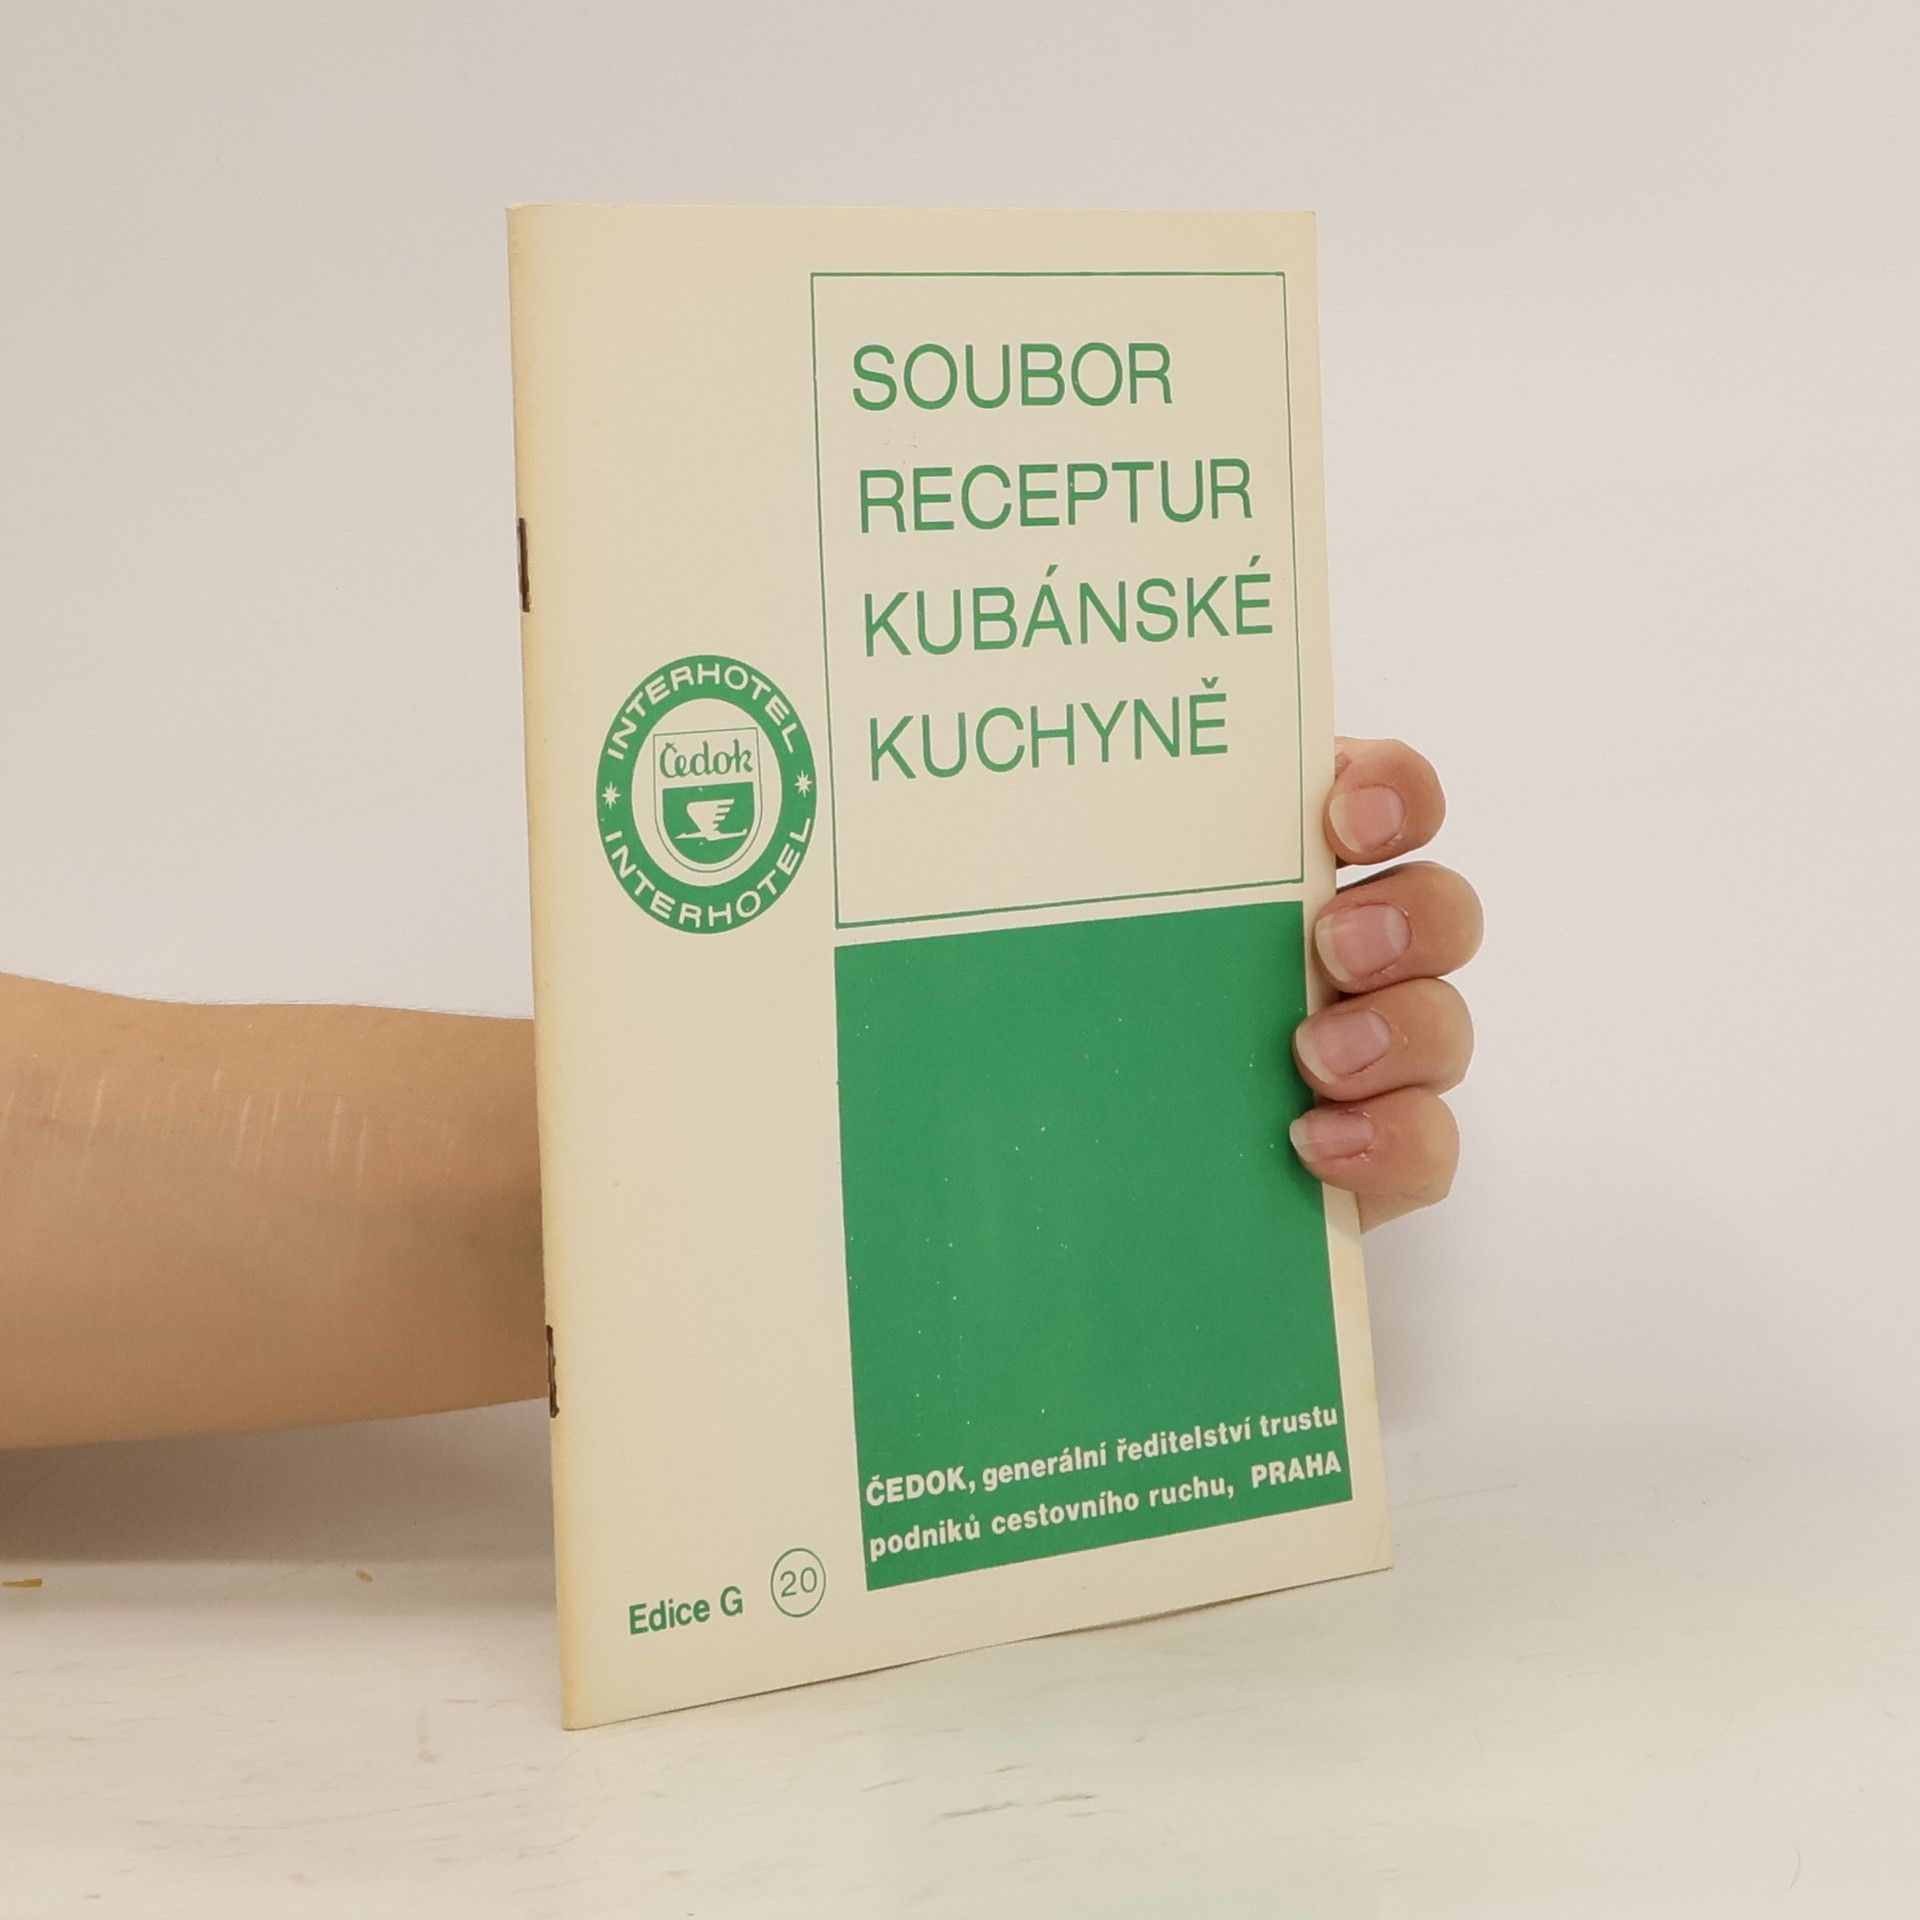 SOUBOR
RECEPTUR
KUBÁNSKÉ
KUCHYNĚ
INTERHOTEL
Čedok
INTERHOTEL
ČEDOK, generální ředitelství trustu
podniků cestovního ruchu, PRAHA
Edice G 20